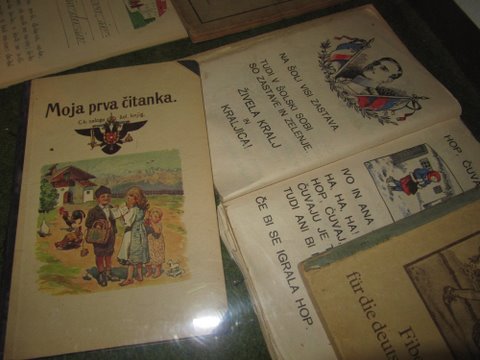 Moja prva čitanka.
NA ŠOLI VISI ZASTAVA
TUDI V ŠOLSKI SOBI
SO ZASTAVE IN ZELENJE.
ŽIVELA KRALJ
IN
KRALJICA!
HOP, ČUVAJ
IVO IN ANA
HA, HA, HA!
HOP ČUVAJ
ČUVAJU JE
TUDI ANI BI
ČE BI SE IGRALA HOP
für die deut